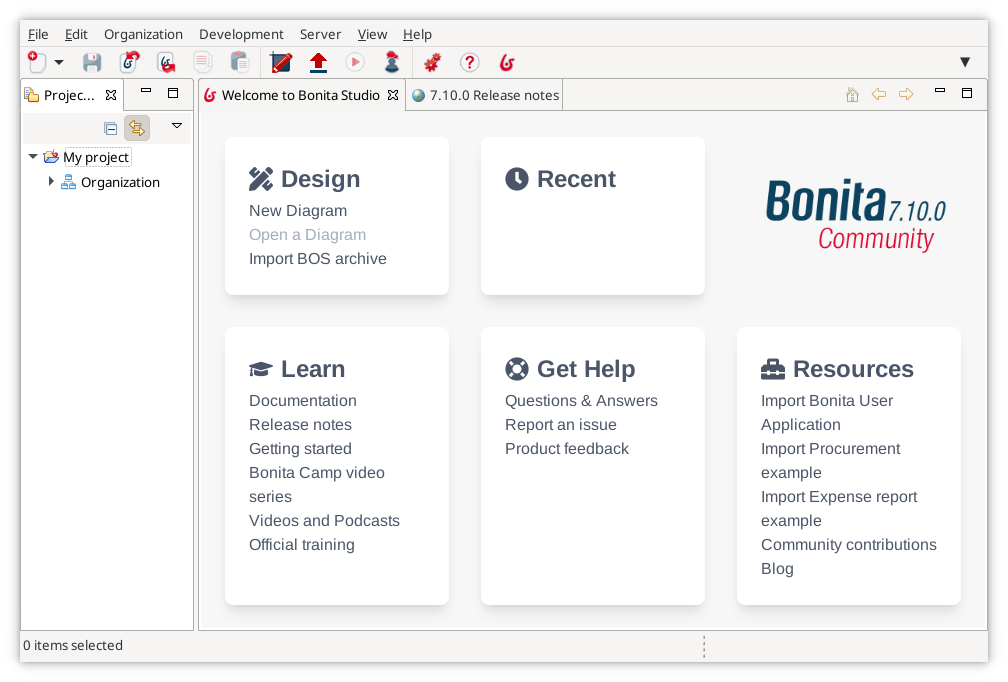 File Edit Organization Development Server View Help
Projec...
Welcome to Bonita Studio
7.10.0 Release notes
My project
Organization
Design
New Diagram
Open a Diagram
Import BOS archive
Recent
Bonita 7.10.0
Community
Learn
Documentation
Release notes
Getting started
Bonita Camp video
series
Videos and Podcasts
Official training
Get Help
Questions & Answers
Report an issue
Product feedback
Resources
Import Bonita User
Application
Import Procurement
example
Import Expense report
example
Community contributions
Blog
0 items selected